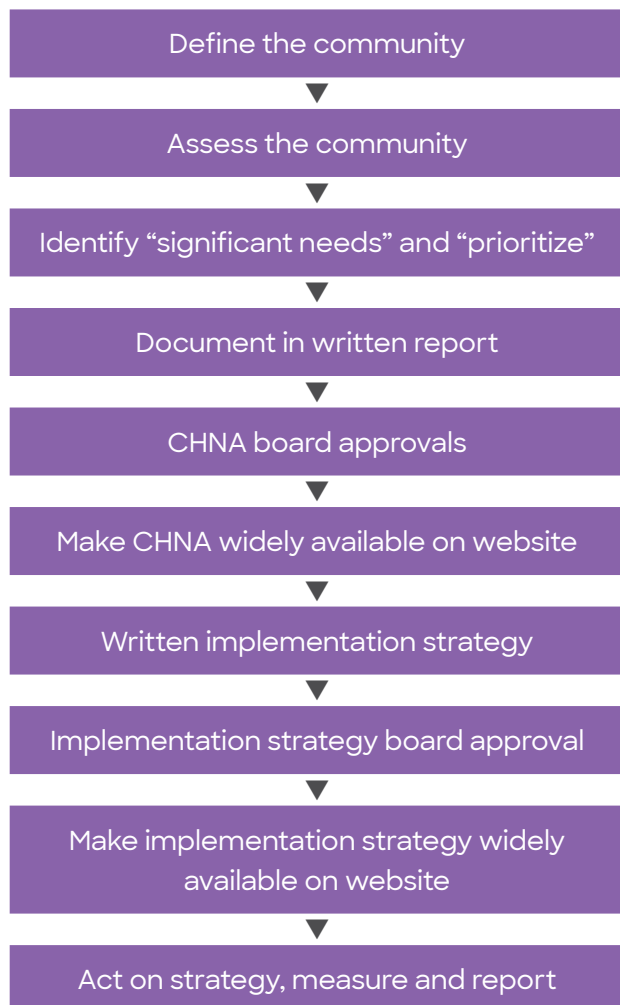 Define the community
Assess the community
Identify “significant needs” and “prioritize”
Document in written report
CHNA board approvals
Make CHNA widely available on website
Written implementation strategy
Implementation strategy board approval
Make implementation strategy widely
available on website
Act on strategy, measure and report